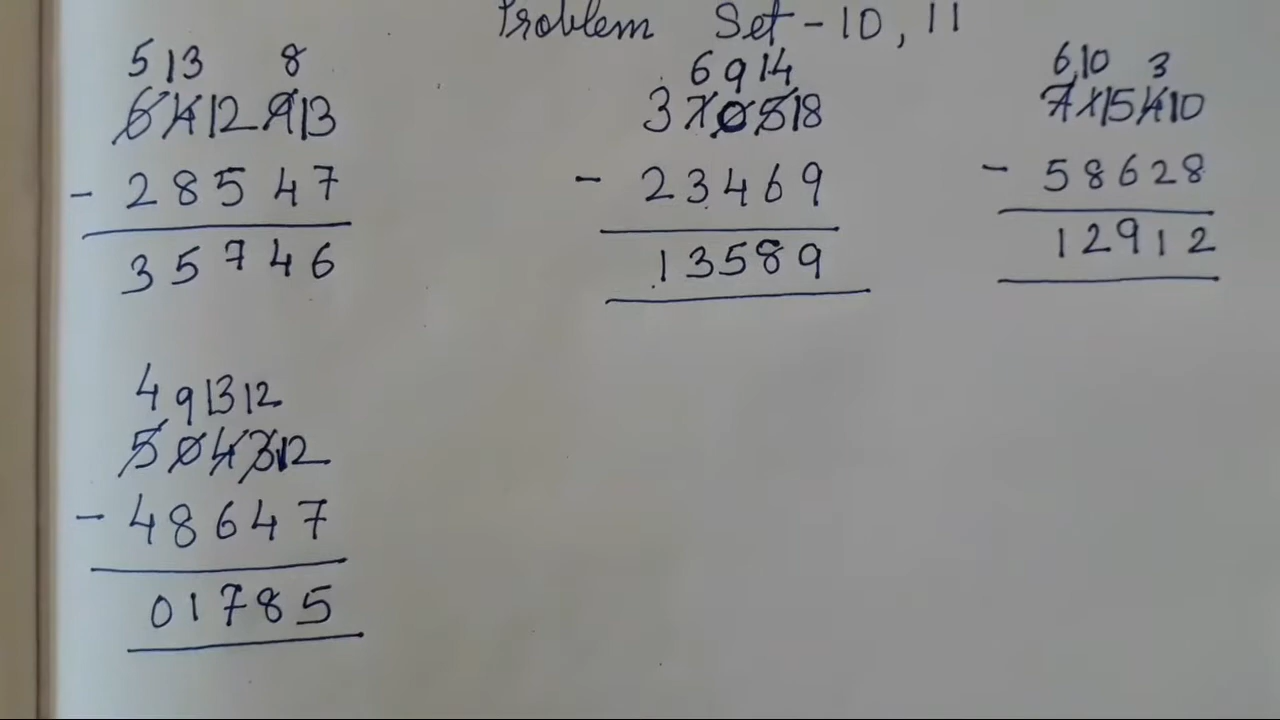 Problem Set - 10, 11
5 13 8
6 4 12 9 13
- 2 8 5 4 7
3 5 7 4 6
6 9 14
3 7 0 5 18
- 2 3 4 6 9
1 3 5 8 9
6 10 3
7 1 15 4 10
- 5 8 6 2 8
1 2 9 1 2
4 9 13 12
5 0 4 3 12
- 4 8 6 4 7
0 1 7 8 5